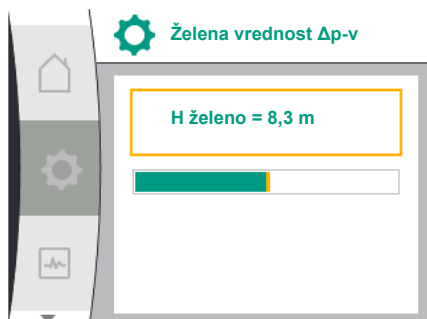 Želena vrednost Δp-v
H želeno = 8,3 m